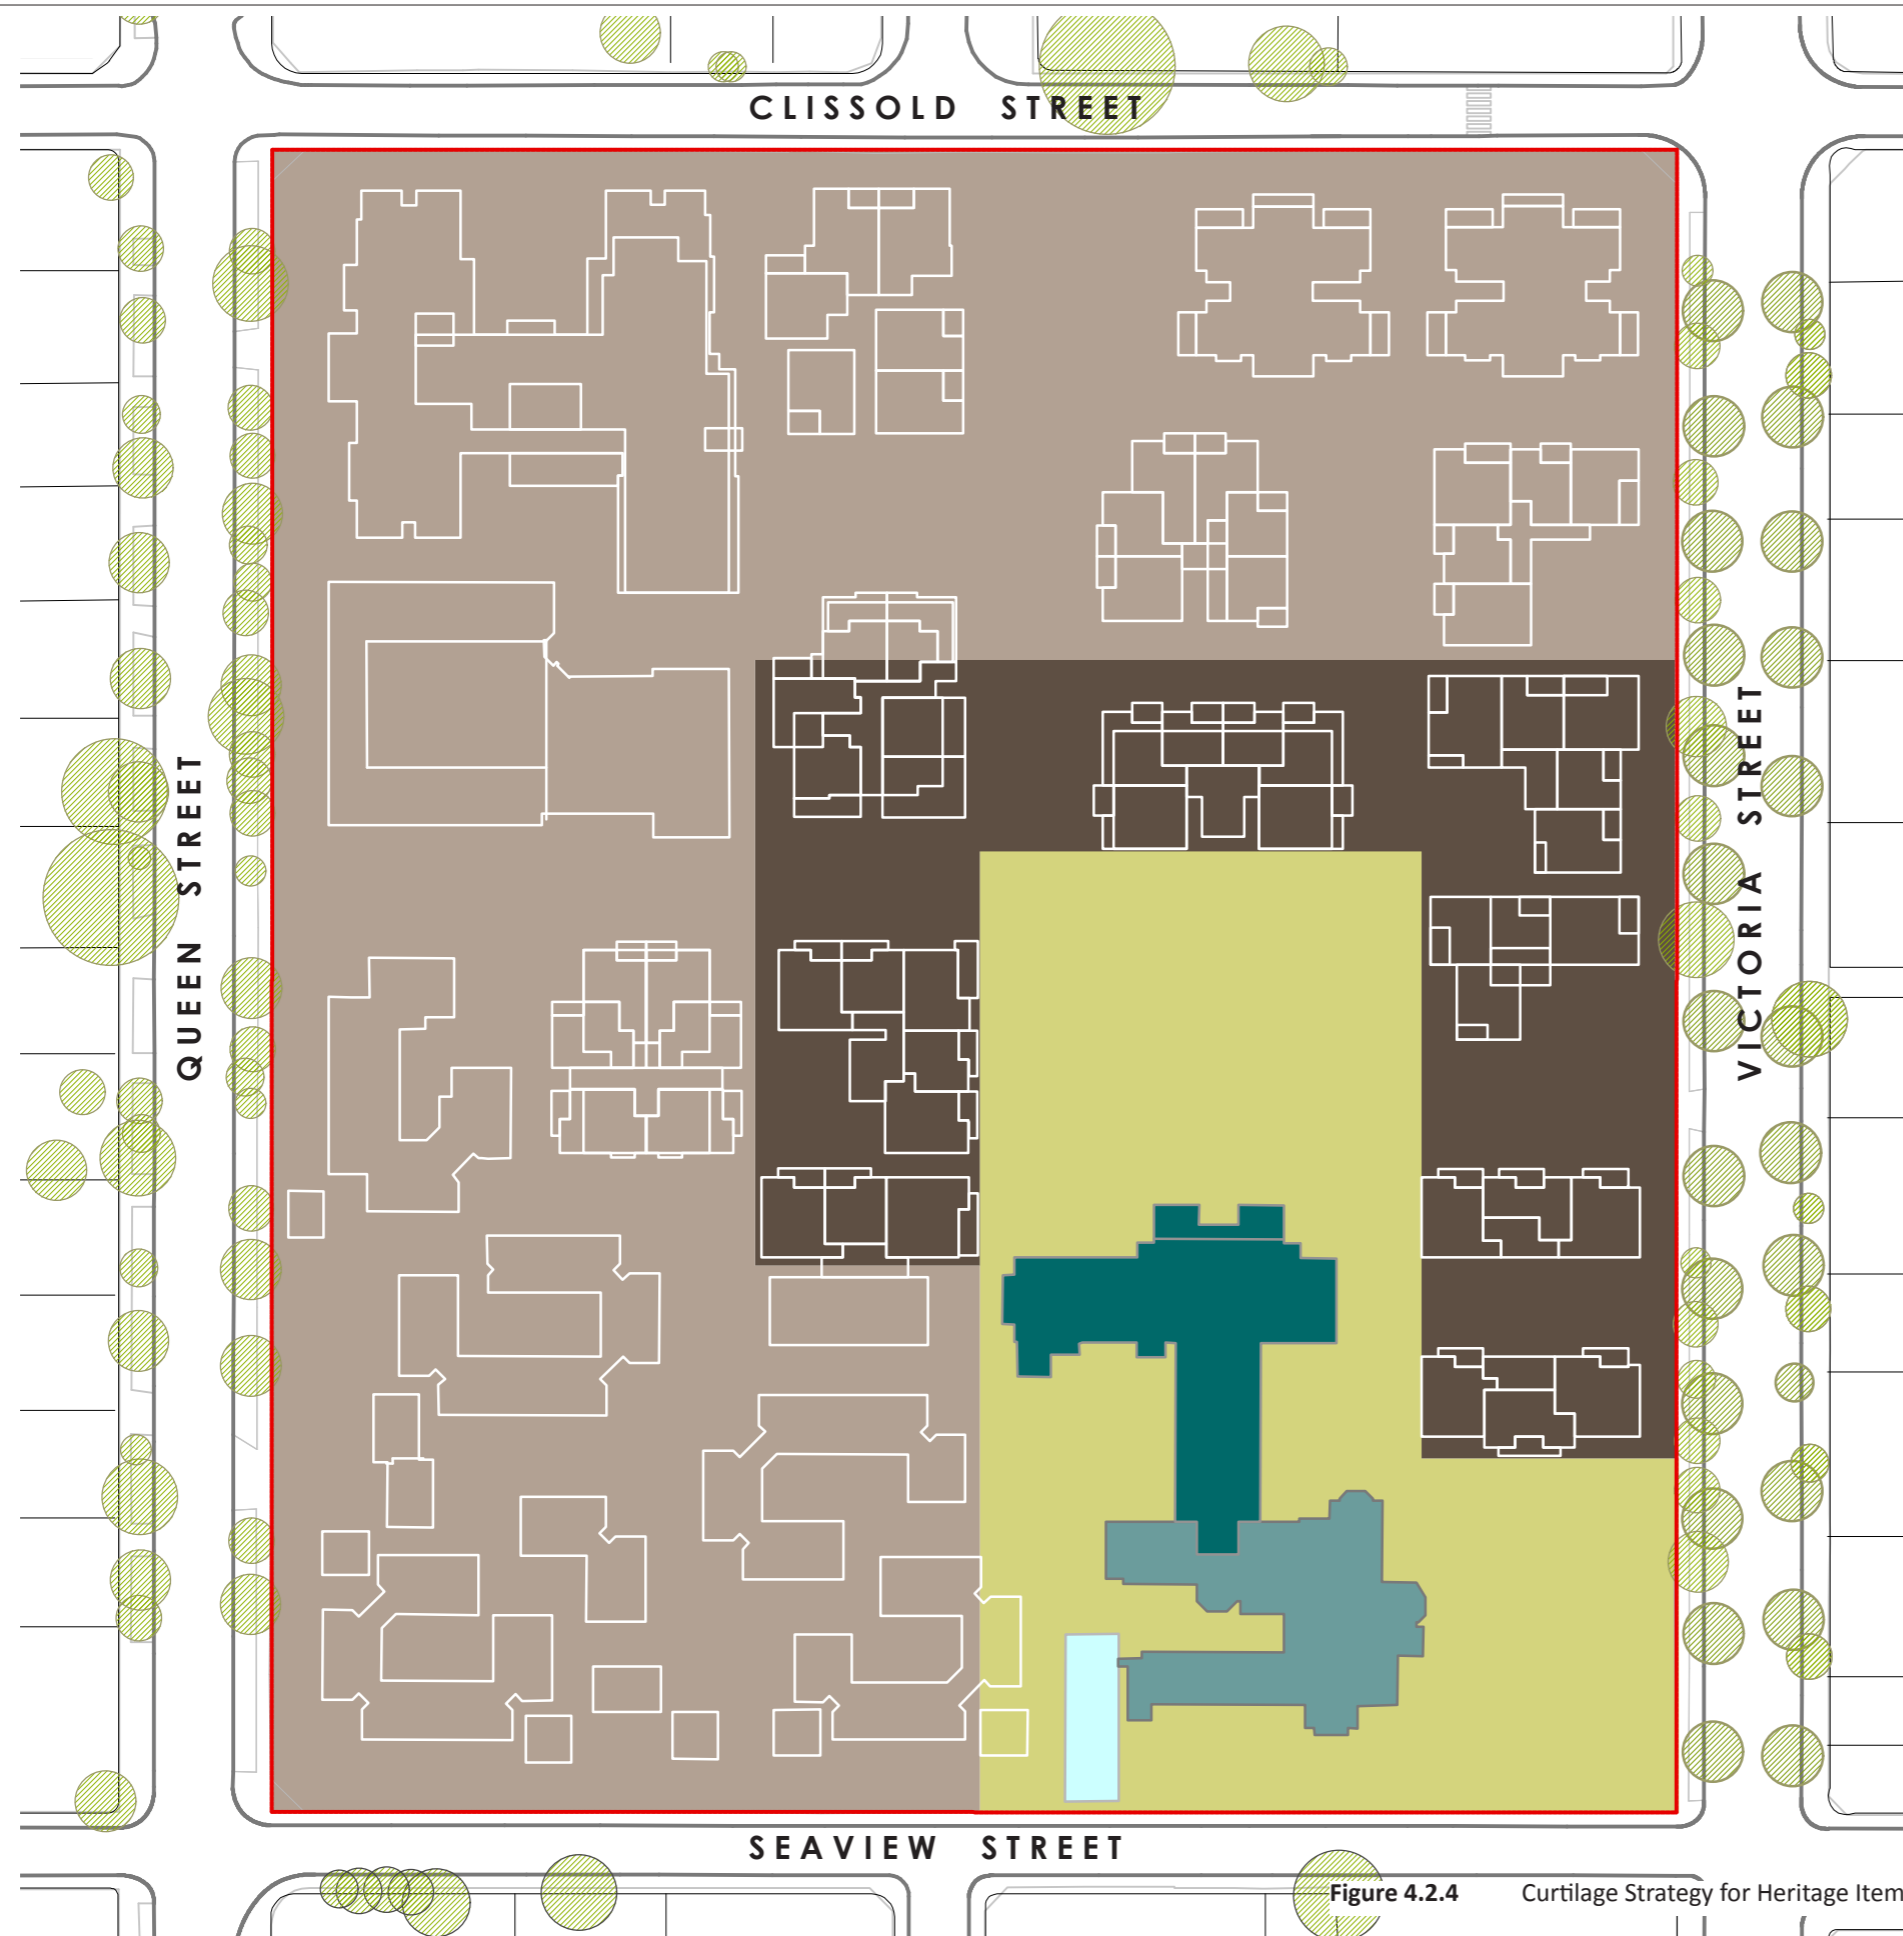 CLISSOLD STREET
QUEEN STREET
VICTORIA STREET
SEAVIEW STREET
Figure 4.2.4 Curtilage Strategy for Heritage Item